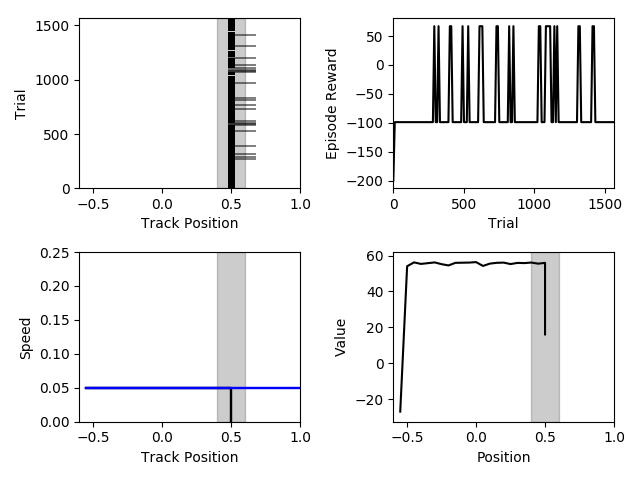 1500
1000
500
0
Trial
−0.5 0.0 0.5 1.0
Track Position
50
0
−50
−100
−150
−200
Episode Reward
0 500 1000 1500
Trial
0.25
0.20
0.15
0.10
0.05
0.00
Speed
−0.5 0.0 0.5 1.0
Track Position
60
40
20
0
−20
Value
−0.5 0.0 0.5 1.0
Position